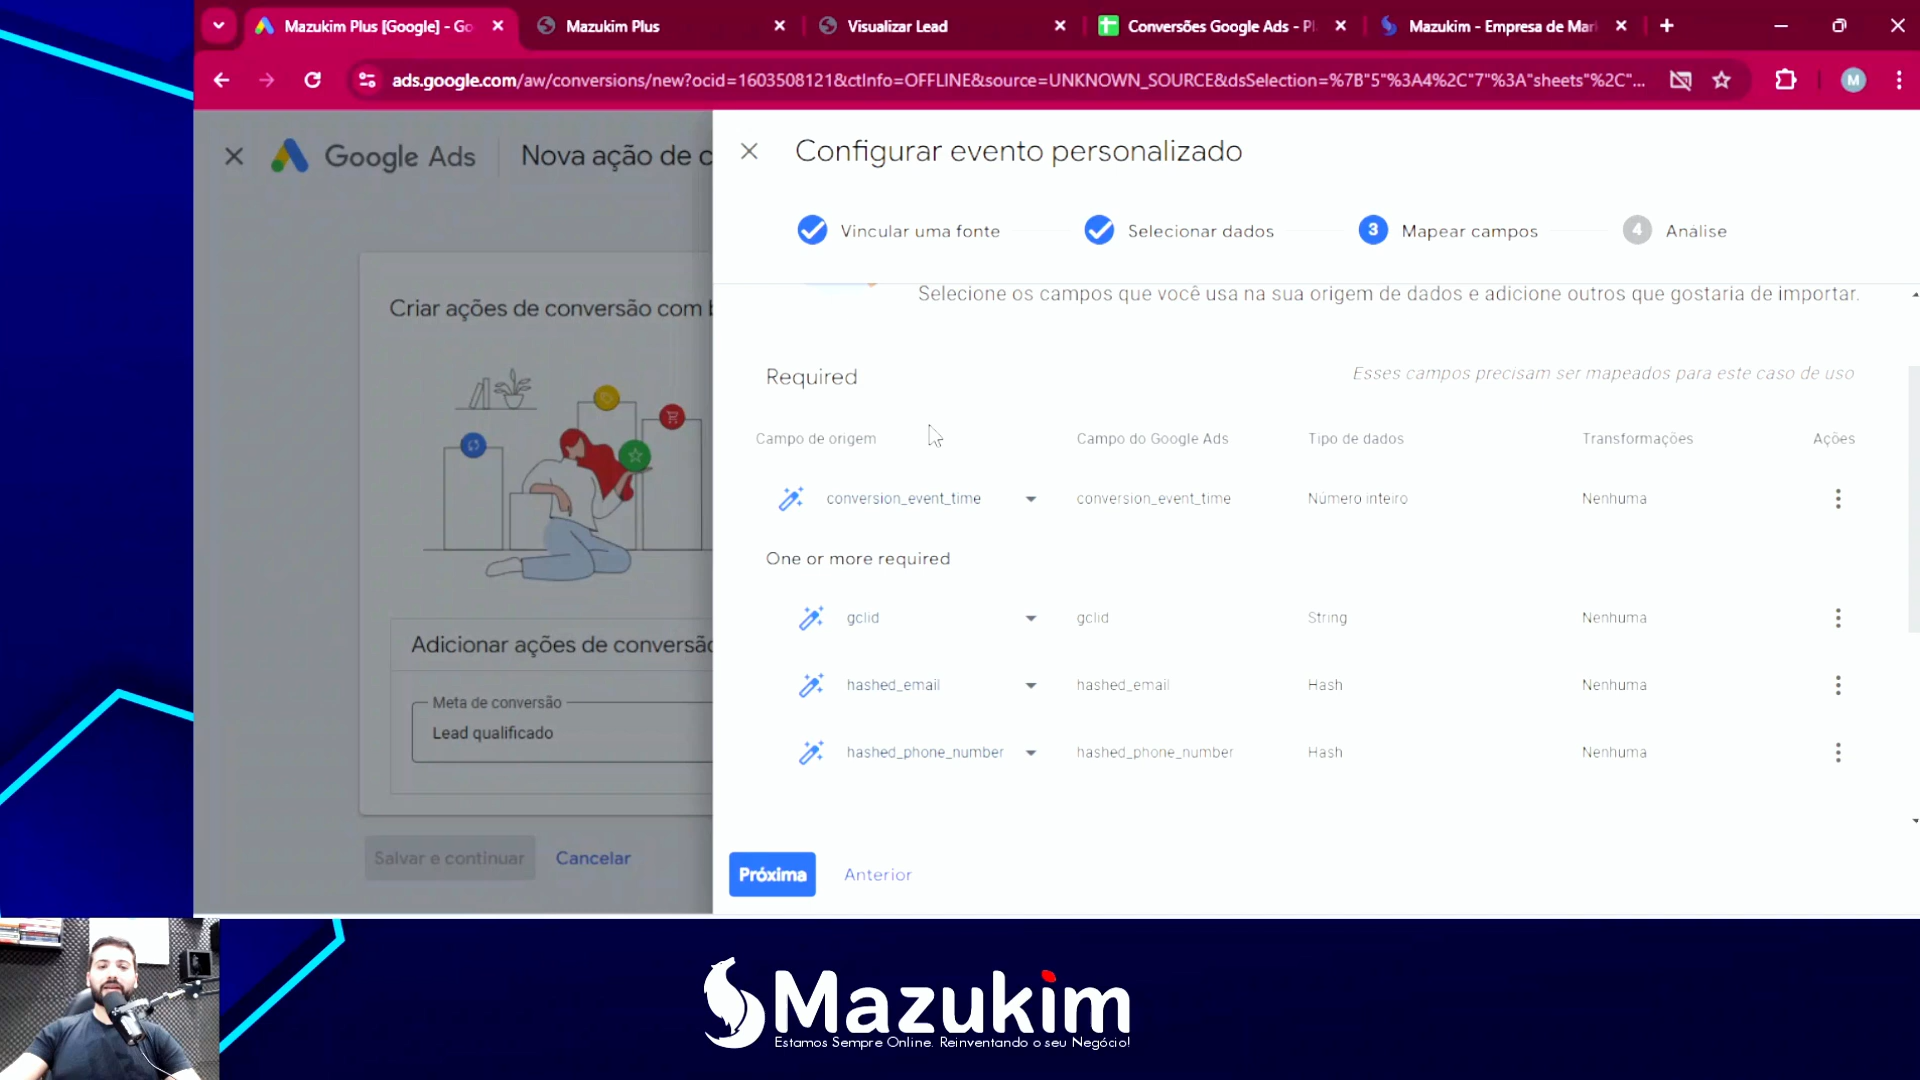 Mazukim Plus [Google] - Go
Mazukim Plus
Visualizar Lead
Conversões Google Ads - Pl
Mazukim - Empresa de Mar
ads.google.com/aw/conversions/new?ocid=1603508121&ctInfo=OFFLINE&source=UNKNOWN_SOURCE&dsSelection=%7B"5"%3A4%2C"7"%3A"sheets"%2C"...
M
Google Ads
Nova ação de c
Configurar evento personalizado
Vincular uma fonte
Selecionar dados
3 Mapear campos
4 Análise
Selecione os campos que você usa na sua origem de dados e adicione outros que gostaria de importar.
Criar ações de conversão com b
Required
Esses campos precisam ser mapeados para este caso de uso
Campo de origem
Campo do Google Ads
Tipo de dados
Transformações
Ações
conversion_event_time
conversion_event_time
Número inteiro
Nenhuma
One or more required
gclid
gclid
String
Nenhuma
hashed_email
hashed_email
Hash
Nenhuma
hashed_phone_number
hashed_phone_number
Hash
Nenhuma
Adicionar ações de conversão
Meta de conversão
Lead qualificado
Salvar e continuar
Cancelar
Próxima
Anterior
Mazukim
Estamos Sempre Online. Reinventando o seu Negócio!